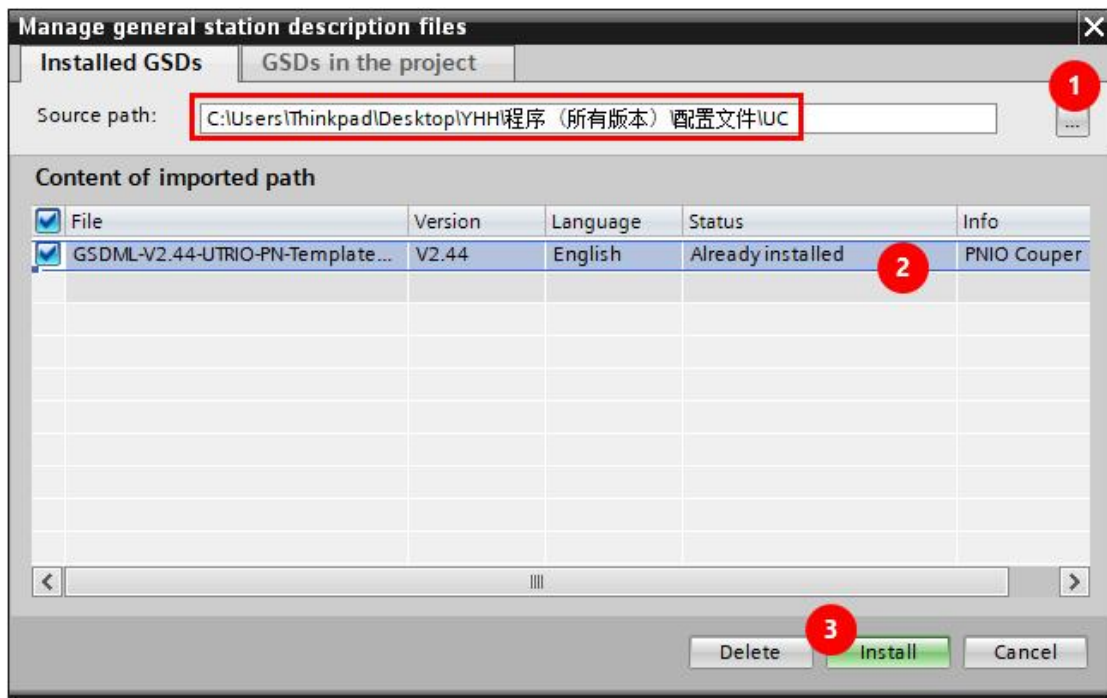 Manage general station description files
Installed GSDs GSDs in the project
1
Source path: C:\Users\Thinkpad\Desktop\YHH\程序（所有版本）\配置文件\UC ...
Content of imported path
File Version Language Status Info
GSDML-V2.44-UTRIO-PN-Template... V2.44 English Already installed PNIO Couper
2
3
Delete Install Cancel